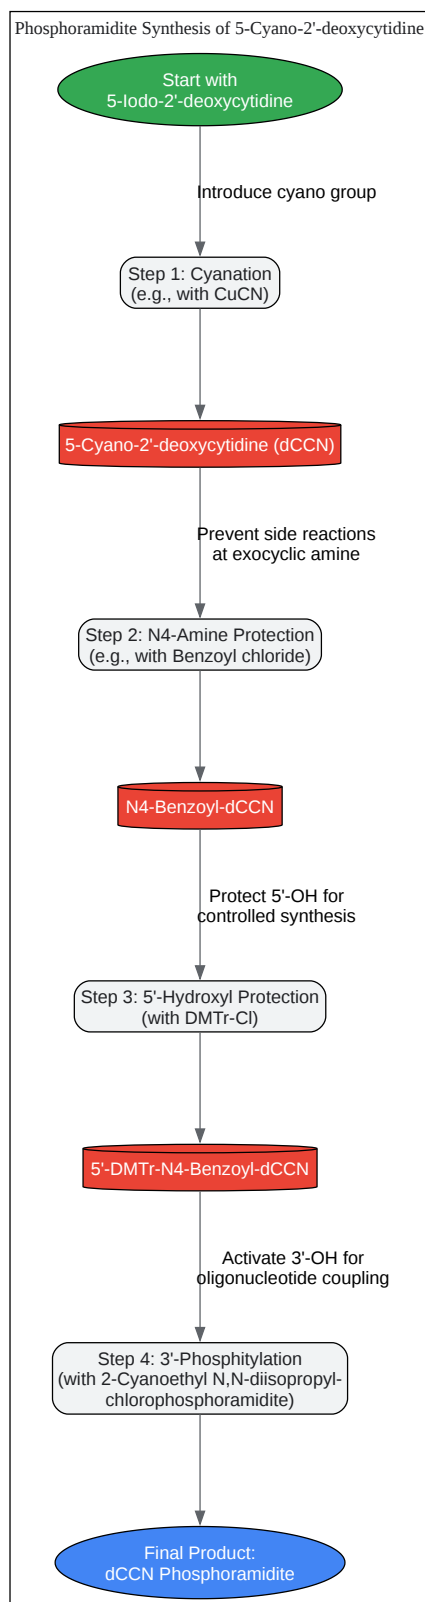 Phosphoramidite Synthesis of 5-Cyano-2'-deoxycytidine
Start with
5-Iodo-2'-deoxycytidine
Introduce cyano group
Step 1: Cyanation
(e.g., with CuCN)
5-Cyano-2'-deoxycytidine (dCCN)
Prevent side reactions
at exocyclic amine
Step 2: N4-Amine Protection
(e.g., with Benzoyl chloride)
N4-Benzoyl-dCCN
Protect 5'-OH for
controlled synthesis
Step 3: 5'-Hydroxyl Protection
(with DMTr-Cl)
5'-DMTr-N4-Benzoyl-dCCN
Activate 3'-OH for
oligonucleotide coupling
Step 4: 3'-Phosphitylation
(with 2-Cyanoethyl N,N-diisopropyl-
chlorophosphoramidite)
Final Product:
dCCN Phosphoramidite